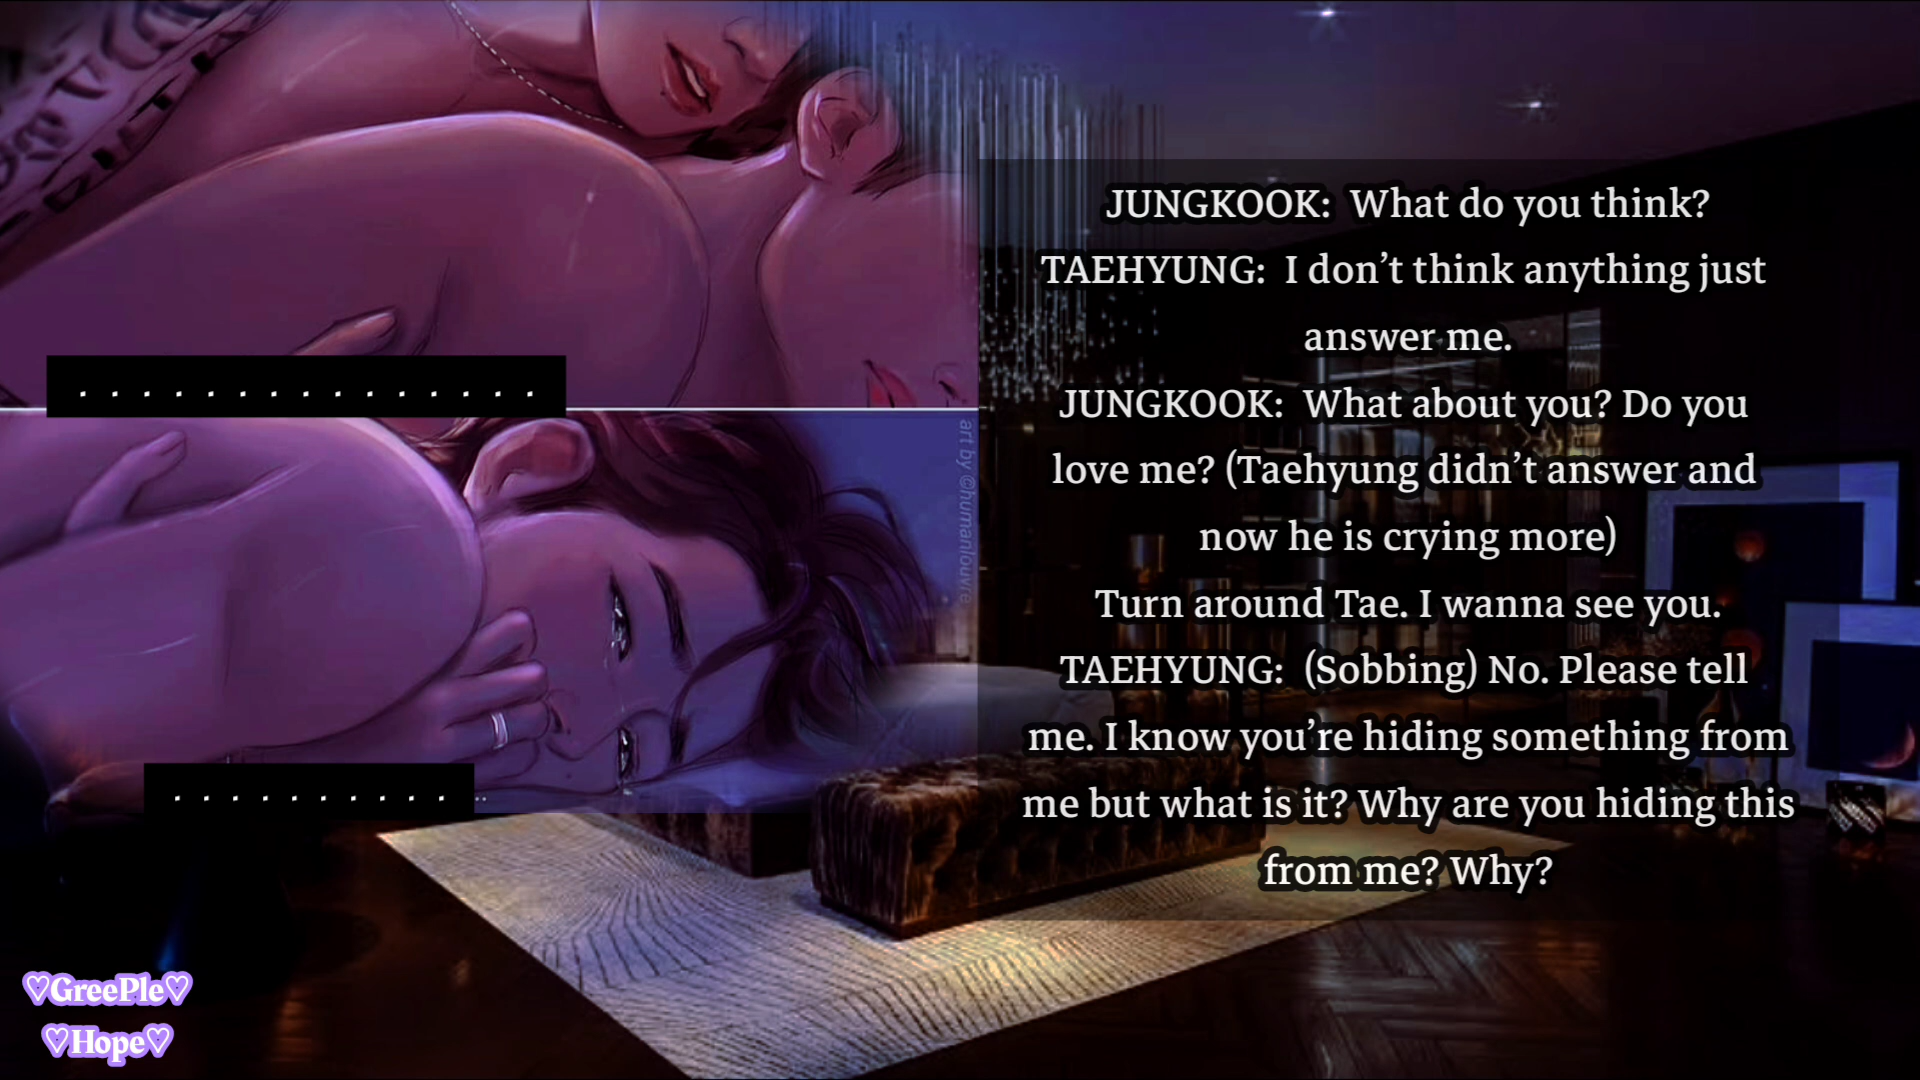 JUNGKOOK: What do you think?
TAEHYUNG: I don't think anything just
answer me.
JUNGKOOK: What about you? Do you
love me? (Taehyung didn't answer and
now he is crying more)
Turn around Tae. I wanna see you.
TAEHYUNG: (Sobbing) No. Please tell
me. I know you're hiding something from
me but what is it? Why are you hiding this
from me? Why?
. . . . . . . . . . . . . . .
. . . . . . . . . . ..
art by @humanlouvre
♡GreePle♡
♡Hope♡